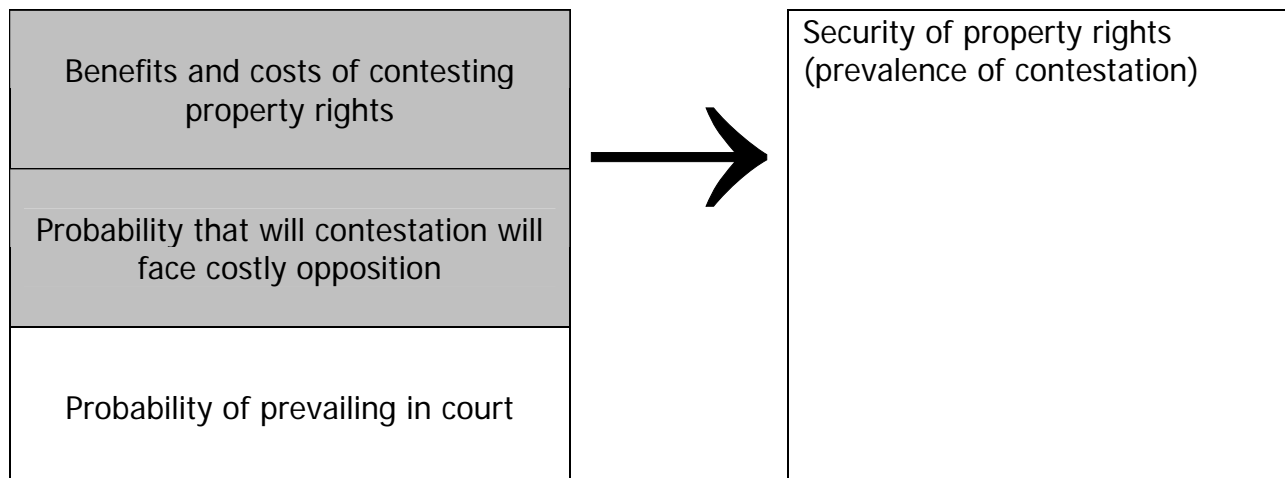 Benefits and costs of contesting
property rights
Probability that will contestation will
face costly opposition
Probability of prevailing in court
Security of property rights
(prevalence of contestation)